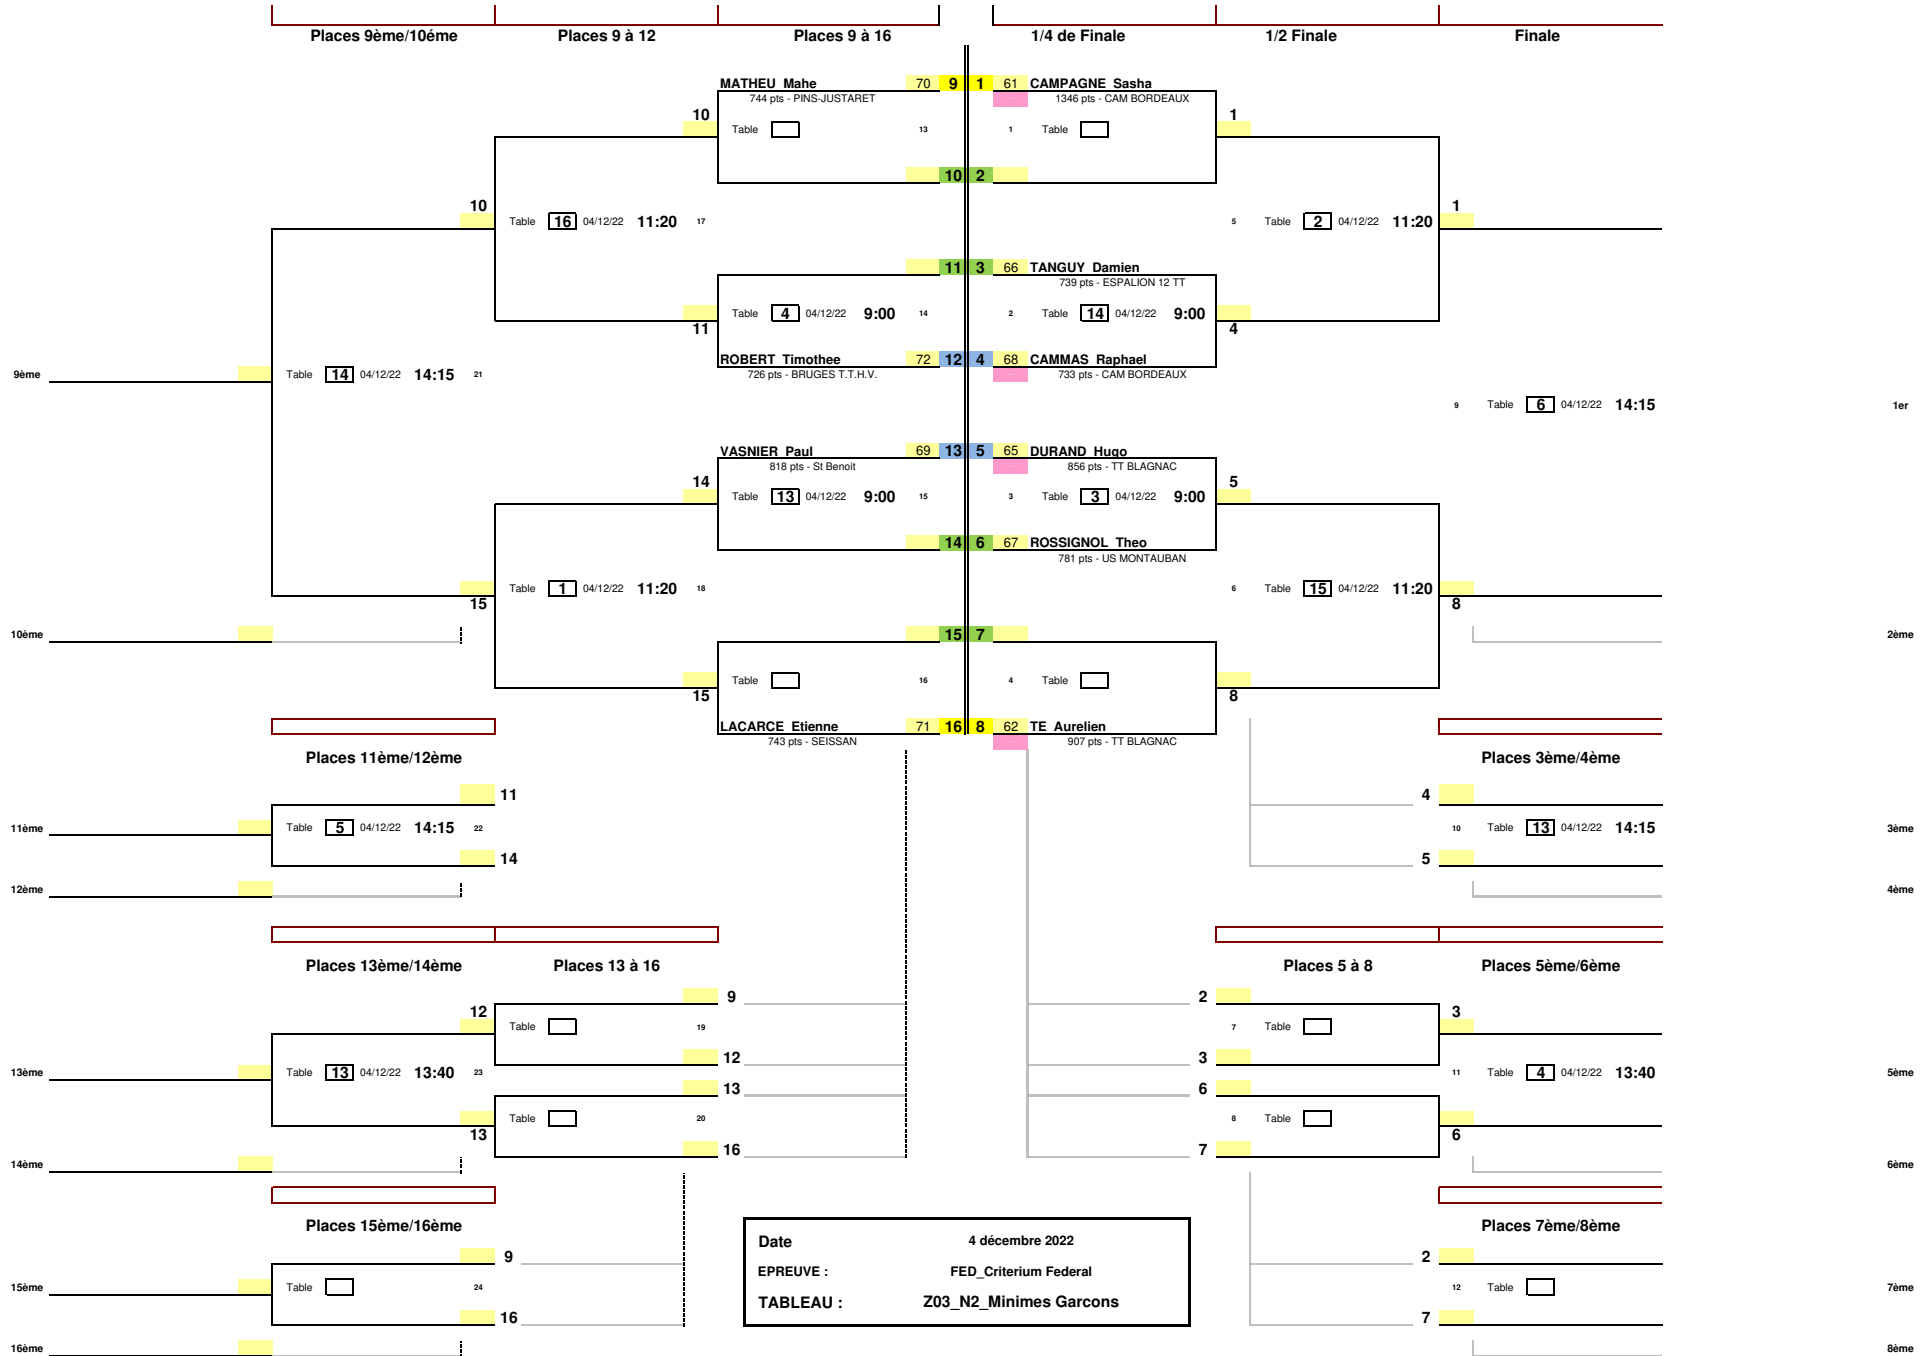 Places 9ème/10éme Places 9 à 12 Places 9 à 16 1/4 de Finale 1/2 Finale Finale
MATHEU Mahe 70 9 1 61 CAMPAGNE Sasha
744 pts - PINS-JUSTARET 1346 pts - CAM BORDEAUX
10 1
Table 13 1 Table
10 2
10 1
Table 16 04/12/22 11:20 17 5 Table 2 04/12/22 11:20
11 3 66 TANGUY Damien
739 pts - ESPALION 12 TT
Table 4 04/12/22 9:00 14 2 Table 14 04/12/22 9:00
11 4
ROBERT Timothee 72 12 4 68 CAMMAS Raphael
9ème Table 14 04/12/22 14:15 21 726 pts - BRUGES T.T.H.V. 733 pts - CAM BORDEAUX
9 Table 6 04/12/22 14:15 1er
VASNIER Paul 69 13 5 65 DURAND Hugo
818 pts - St Benoit 856 pts - TT BLAGNAC
14 5
Table 13 04/12/22 9:00 15 3 Table 3 04/12/22 9:00
14 6 67 ROSSIGNOL Theo
781 pts - US MONTAUBAN
Table 1 04/12/22 11:20 18 6 Table 15 04/12/22 11:20
15 8
10ème 15 7 2ème
Table 16 4 Table
15 8
LACARCE Etienne 71 16 8 62 TE Aurelien
743 pts - SEISSAN 907 pts - TT BLAGNAC
Places 11ème/12ème Places 3ème/4ème
11 4
11ème Table 5 04/12/22 14:15 22 10 Table 13 04/12/22 14:15 3ème
14 5
12ème 4ème
Places 13ème/14ème Places 13 à 16 Places 5 à 8 Places 5ème/6ème
9 2
12 3
Table 19 7 Table
12 3
13ème Table 13 04/12/22 13:40 23 11 Table 4 04/12/22 13:40 5ème
13 6
Table 20 8 Table
13 6
16 7
14ème 6ème
Places 15ème/16ème Places 7ème/8ème
Date 4 décembre 2022
9 2
EPREUVE : FED_Criterium Federal
15ème Table 24 12 Table 7ème
TABLEAU : Z03_N2_Minimes Garcons
16 7
16ème 8ème